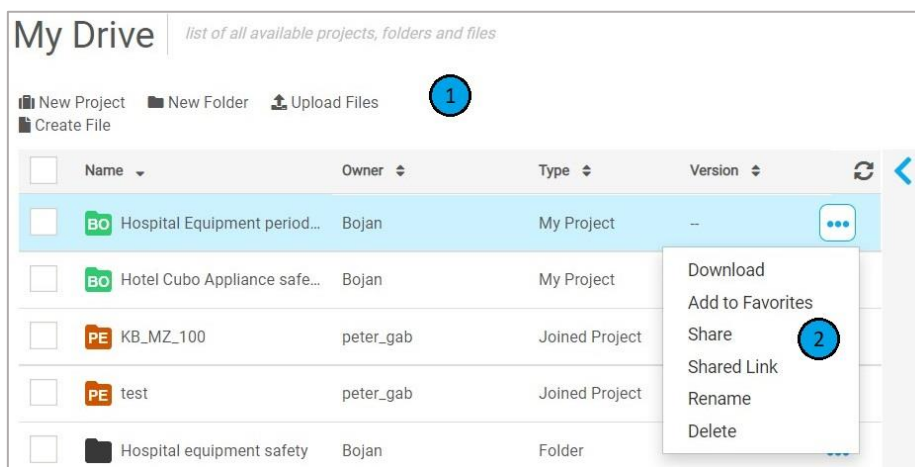 My Drive list of all available projects, folders and files
New Project New Folder Upload Files 1
Create File
Name Owner Type Version
BO Hospital Equipment period... Bojan My Project --
BO Hotel Cubo Appliance safe... Bojan My Project
Download
Add to Favorites
PE KB_MZ_100 peter_gab Joined Project
Share 2
Shared Link
PE test peter_gab Joined Project
Rename
Delete
Hospital equipment safety Bojan Folder